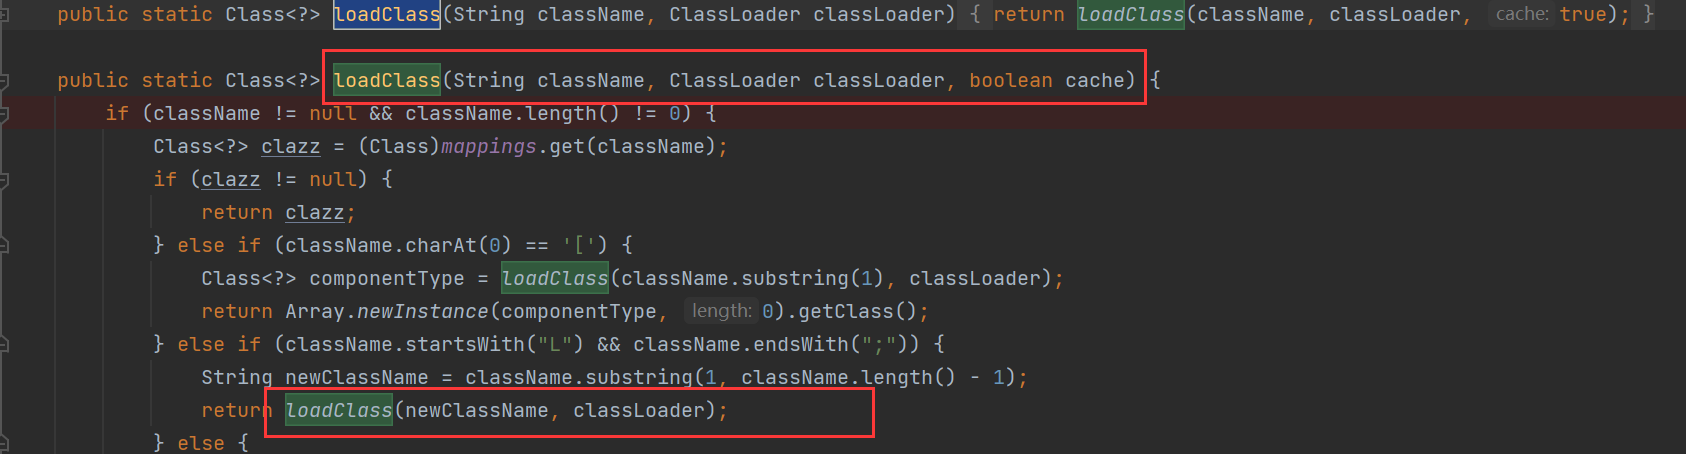 public static Class<?> loadClass(String className, ClassLoader classLoader) { return loadClass(className, classLoader, cache: true); }
public static Class<?> loadClass(String className, ClassLoader classLoader, boolean cache) {
if (className != null && className.length() != 0) {
Class<?> clazz = (Class)mappings.get(className);
if (clazz != null) {
return clazz;
} else if (className.charAt(0) == '[') {
Class<?> componentType = loadClass(className.substring(1), classLoader);
return Array.newInstance(componentType, length: 0).getClass();
} else if (className.startsWith("L") && className.endsWith(";")) {
String newClassName = className.substring(1, className.length() - 1);
return loadClass(newClassName, classLoader);
} else {